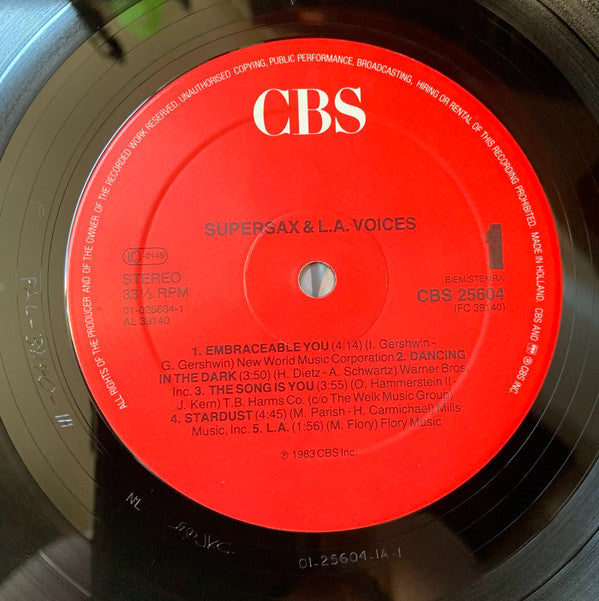 ALL RIGHTS OF THE PRODUCER AND OF THE OWNER OF THE RECORDED WORK RESERVED. UNAUTHORISED COPYING, PUBLIC PERFORMANCE, BROADCASTING, HIRING OR RENTAL OF THIS RECORDING PROHIBITED. MADE IN HOLLAND. CBS AND ® CBS INC.
CBS
SUPERSAX & L.A. VOICES
LC -0149
STEREO
33⅓ RPM
01-025604-1
AL 39140
1
BIEM/STEMRA
CBS 25604
(FC 39140)
1. EMBRACEABLE YOU (4:14) (I. Gershwin-
G. Gershwin) New World Music Corporation 2. DANCING
IN THE DARK (3:50) (H. Dietz - A. Schwartz) Warner Bros.
Inc. 3. THE SONG IS YOU (3:55) (O. Hammerstein II-
J. Kern) T.B. Harms Co. (c/o The Welk Music Group)
4. STARDUST (4:45) (M. Parish - H. Carmichael) Mills
Music, Inc. 5. L.A. (1:56) (M. Flory) Flory Music
℗ 1983 CBS Inc.
NL
01-25604-1A-1